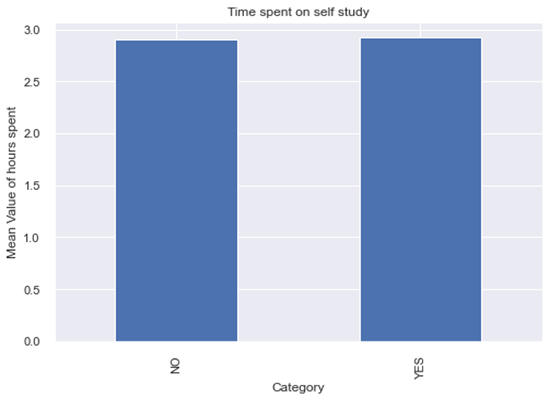 Time spent on self study
Mean Value of hours spent
3.0
2.5
2.0
1.5
1.0
0.5
0.0
NO
YES
Category